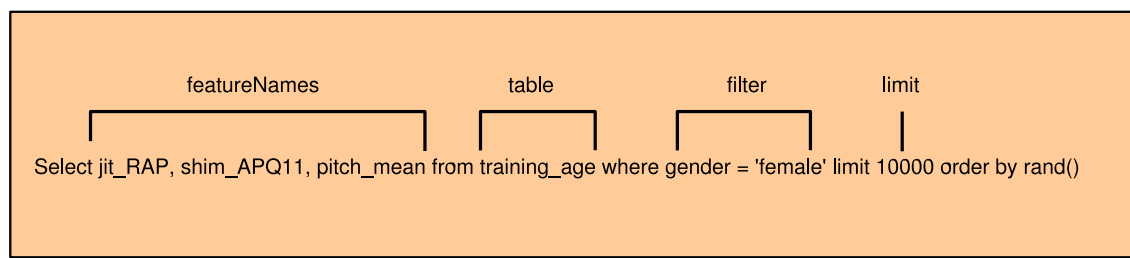 featureNames table filter limit
Select jit_RAP, shim_APQ11, pitch_mean from training_age where gender = 'female' limit 10000 order by rand()